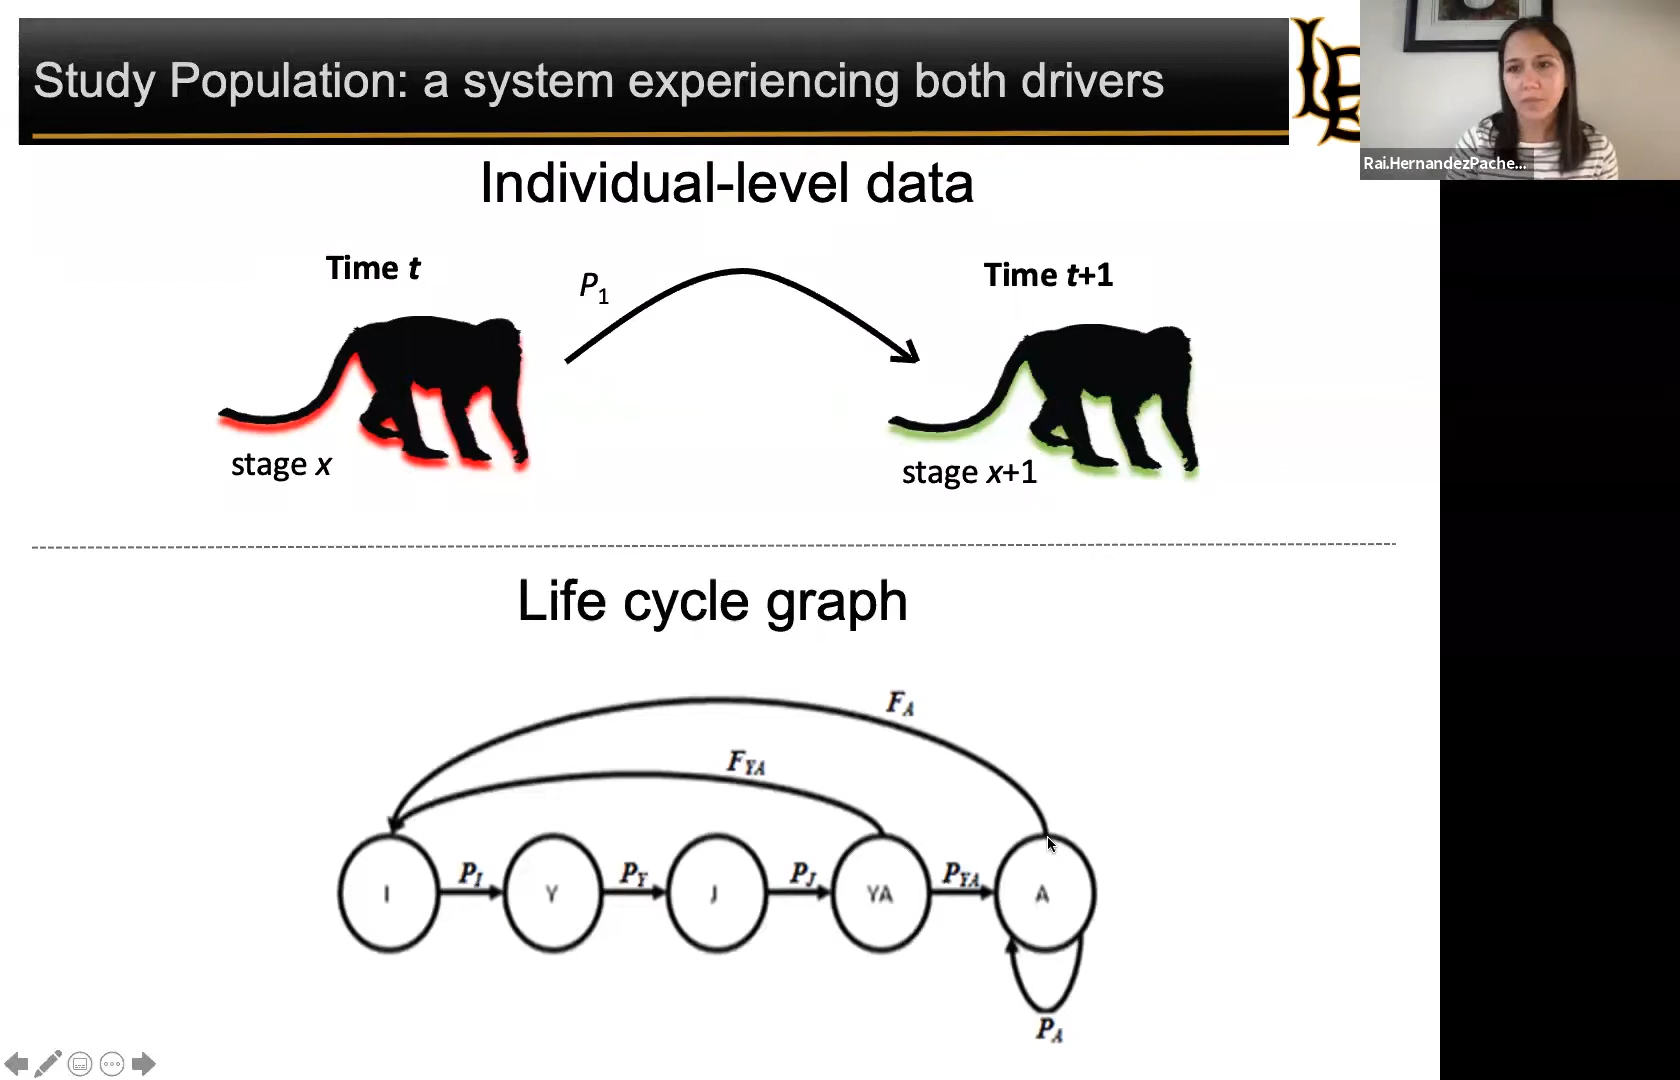 Study Population: a system experiencing both drivers
LB
Rai.HernandezPache...
Individual-level data
Time t
P1
Time t+1
stage x
stage x+1
Life cycle graph
FA
FYA
I PI Y PY J PJ YA PYA A
PA